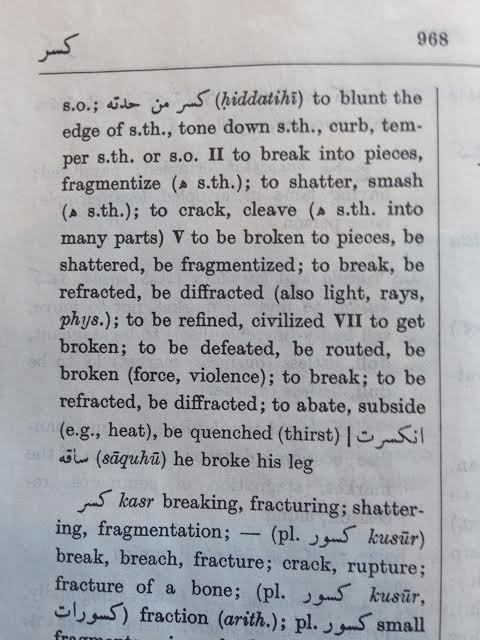 كسر 968
s.o.; كسر من حدته (ḥiddatihī) to blunt the
edge of s.th., tone down s.th., curb, tem-
per s.th. or s.o. II to break into pieces,
fragmentize (ه s.th.); to shatter, smash
(ه s.th.); to crack, cleave (ه s.th. into
many parts) V to be broken to pieces, be
shattered, be fragmentized; to break, be
refracted, be diffracted (also light, rays,
phys.); to be refined, civilized VII to get
broken; to be defeated, be routed, be
broken (force, violence); to break; to be
refracted, be diffracted; to abate, subside
(e.g., heat), be quenched (thirst) | انكسرت
ساقه (sāquhū) he broke his leg
كسر kasr breaking, fracturing; shatter-
ing, fragmentation; — (pl. كسور kusūr)
break, breach, fracture; crack, rupture;
fracture of a bone; (pl. كسور kusūr,
كسورات) fraction (arith.); pl. كسور small